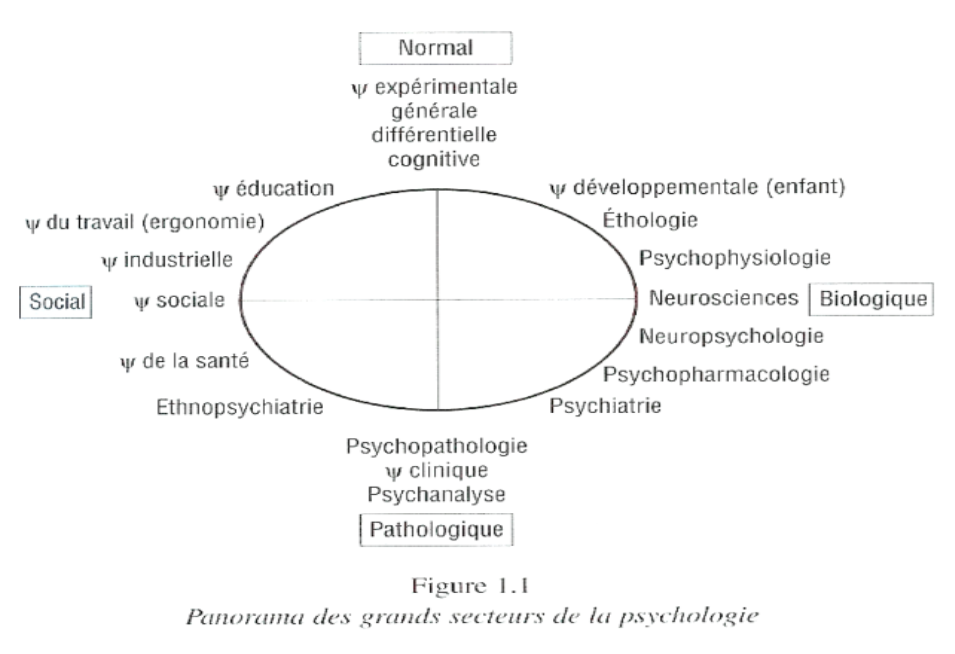 Normal
ψ expérimentale
générale
différentielle
cognitive
ψ éducation
ψ développementale (enfant)
ψ du travail (ergonomie)
Éthologie
ψ industrielle
Psychophysiologie
Social
ψ sociale
Neurosciences
Biologique
Neuropsychologie
ψ de la santé
Psychopharmacologie
Ethnopsychiatrie
Psychiatrie
Psychopathologie
ψ clinique
Psychanalyse
Pathologique
Figure 1.1
Panorama des grands secteurs de la psychologie